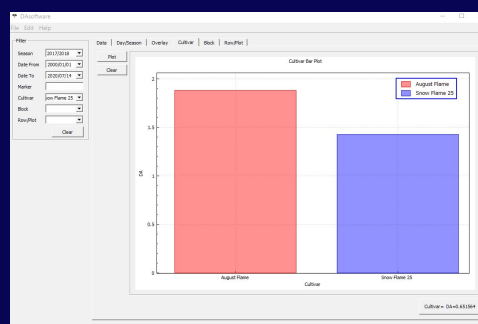 DAsoftware
File Edit Help
Filter
Season 2017/2018
Date From 2000/01/01
Date To 2020/07/14
Marker
Cultivar ow Flame 25
Block
Row/Plot
Clear
Date Day/Season Overlay Cultivar Block Row/Plot
Plot
Clear
Cultivar Bar Plot
August Flame
Snow Flame 25
2
1.5
1
0.5
0
DA
August Flame Snow Flame 25
Cultivar
Cultivar= DA=0.651564